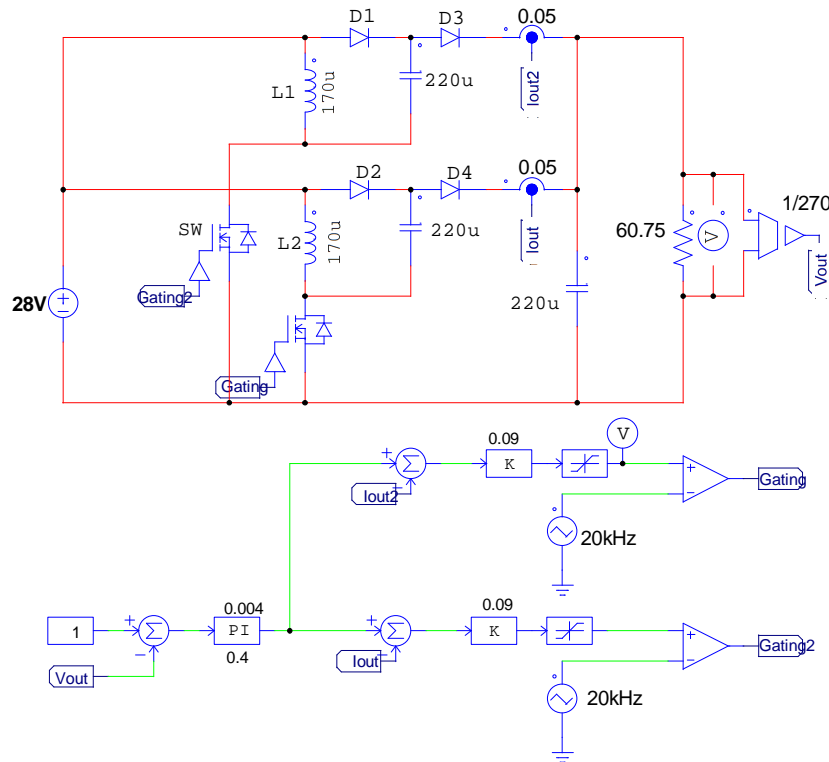 D1
D3
0.05
L1
170u
220u
Iout2
D2
D4
0.05
SW
L2
170u
220u
Iout
60.75
V
1/270
Vout
28V
Gating2
220u
Gating
V
0.09
K
Iout2
Gating
20kHz
0.004
0.09
1
PI
K
Gating2
0.4
Iout
Vout
20kHz